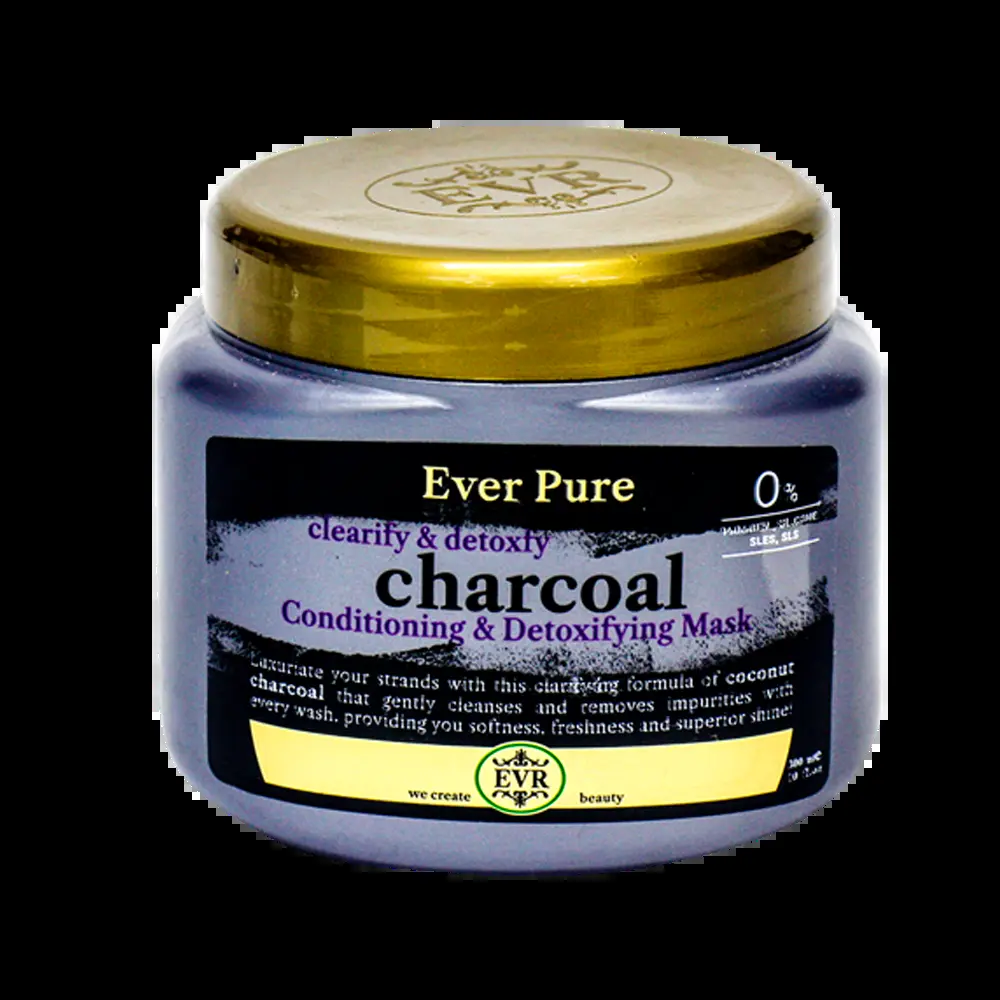 EVR
Ever Pure
0%
SLES, SLS
clearify & detoxfy
charcoal
Conditioning & Detoxifying Mask
Luxuriate your strands with this clarifying formula of coconut
charcoal that gently cleanses and removes impurities with
every wash, providing you softness, freshness and superior shine!
EVR
we create beauty